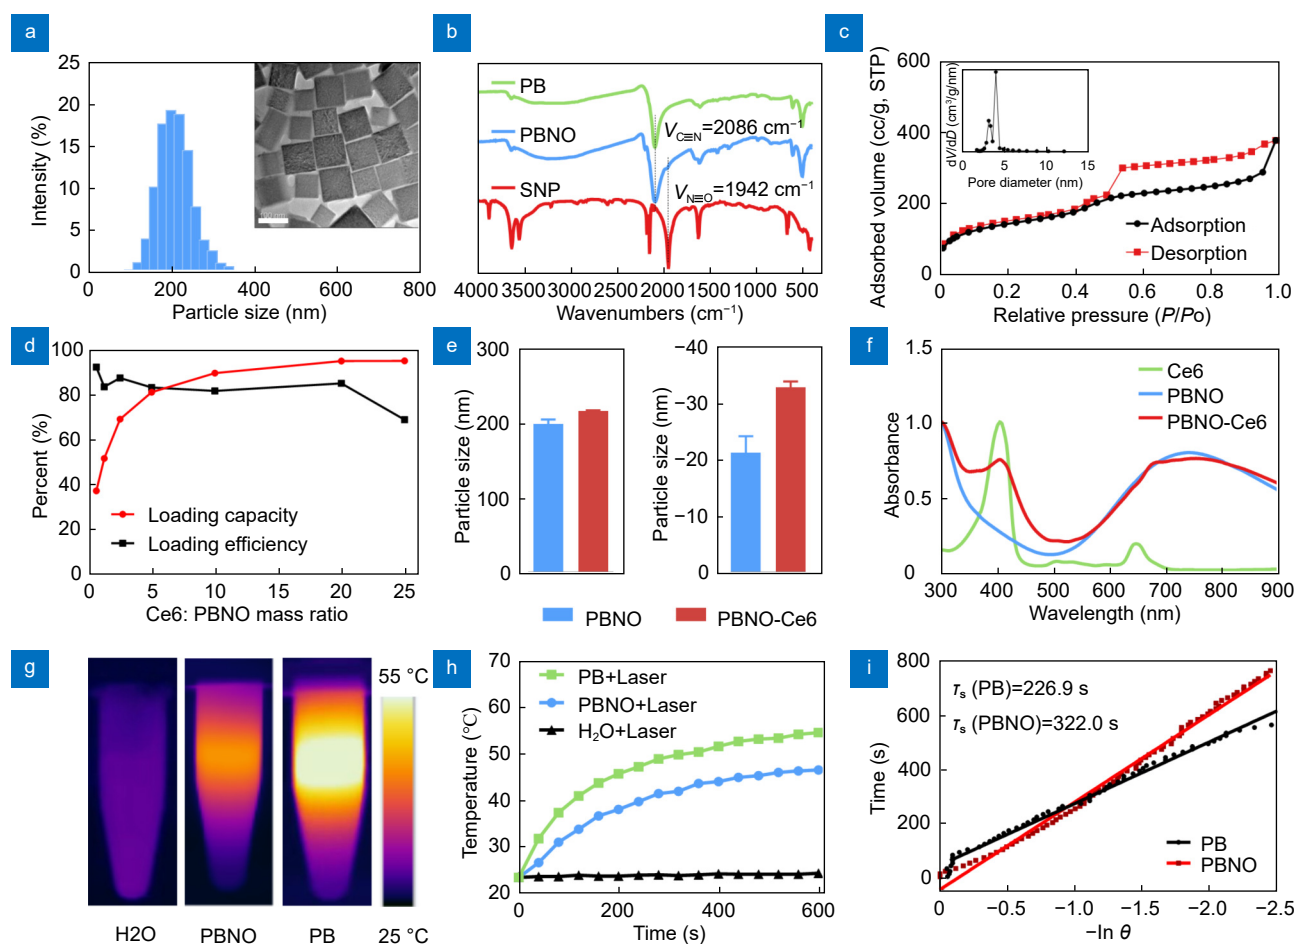 a
25
20
15
10
5
0
Intensity (%)
0 200 400 600 800
Particle size (nm)
b
PB
PBNO
SNP
V C≡N=2086 cm−1
V N≡O=1942 cm−1
4000 3500 3000 2500 2000 1500 1000 500
Wavenumbers (cm−1)
c
600
400
200
0
Adsorbed volume (cc/g, STP)
dV/dD (cm3/g/nm)
0 5 10 15
Pore diameter (nm)
Adsorption
Desorption
0 0.2 0.4 0.6 0.8 1.0
Relative pressure (P/Po)
d
100
80
60
40
20
0
Percent (%)
Loading capacity
Loading efficiency
0 5 10 15 20 25
Ce6: PBNO mass ratio
e
300
200
100
0
Particle size (nm)
−40
−30
−20
−10
0
Particle size (nm)
PBNO
PBNO-Ce6
f
1.5
1.0
0.5
0
Absorbance
Ce6
PBNO
PBNO-Ce6
300 400 500 600 700 800 900
Wavelength (nm)
g
55 °C
25 °C
H2O
PBNO
PB
h
70
60
50
40
30
20
Temperature (℃)
PB+Laser
PBNO+Laser
H2O+Laser
0 200 400 600
Time (s)
i
800
600
400
200
0
Time (s)
τs (PB)=226.9 s
τs (PBNO)=322.0 s
PB
PBNO
0 −0.5 −1.0 −1.5 −2.0 −2.5
−ln θ